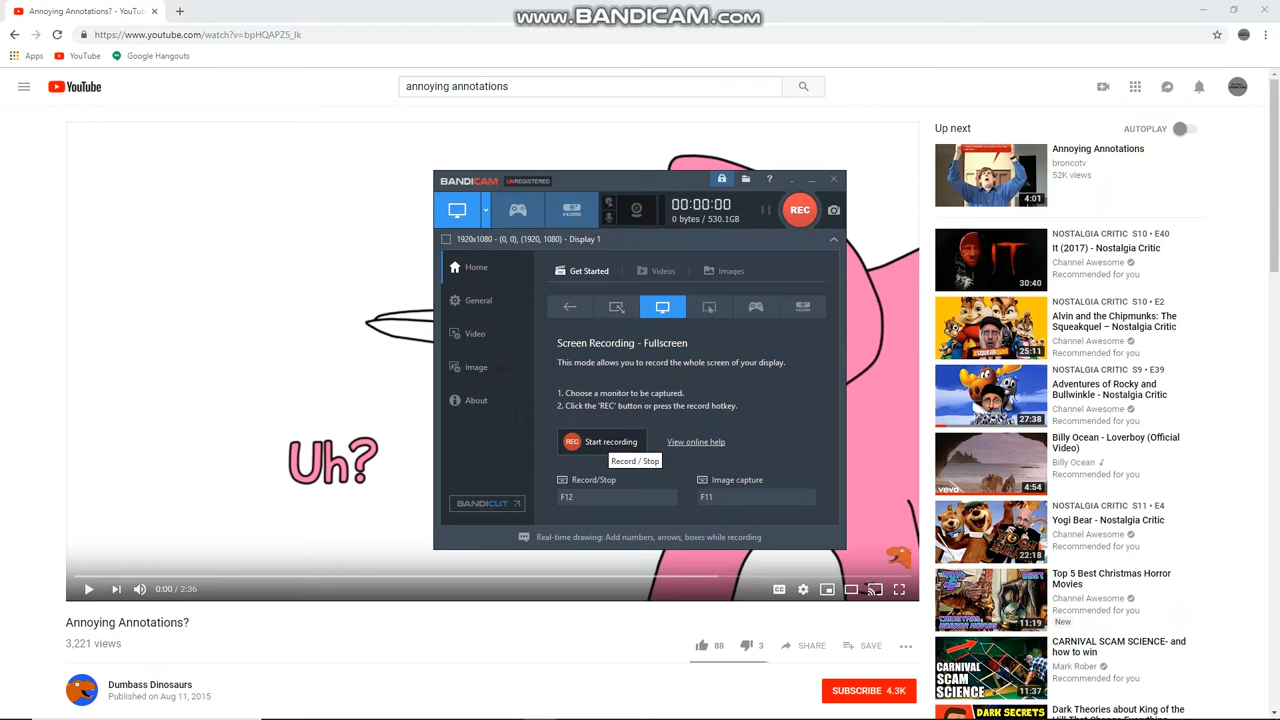 www.BANDICAM.com
Annoying Annotations? - YouTub
https://www.youtube.com/watch?v=bpHQAPZ5_Ik
Apps
YouTube
Google Hangouts
YouTube
annoying annotations
Up next
AUTOPLAY
Annoying Annotations
broncotv
52K views
4:01
NOSTALGIA CRITIC S10 • E40
It (2017) - Nostalgia Critic
Channel Awesome
Recommended for you
IT
30:40
NOSTALGIA CRITIC S10 • E2
Alvin and the Chipmunks: The
Squeakquel – Nostalgia Critic
Channel Awesome
Recommended for you
25:11
NOSTALGIA CRITIC S9 • E39
Adventures of Rocky and
Bullwinkle - Nostalgia Critic
Channel Awesome
Recommended for you
27:38
Billy Ocean - Loverboy (Official
Video)
Billy Ocean
Recommended for you
vevo
4:54
NOSTALGIA CRITIC S11 • E4
Yogi Bear - Nostalgia Critic
Channel Awesome
Recommended for you
22:18
Top 5 Best Christmas Horror
Movies
Channel Awesome
Recommended for you
New
11:19
CARNIVAL SCAM SCIENCE- and
how to win
Mark Rober
Recommended for you
CARNIVAL
SCAM
SCIENCE
11:37
Dark Theories about King of the
DARK SECRETS
BANDICAM UNREGISTERED
00:00:00
0 bytes / 530.1GB
REC
1920x1080 - (0, 0), (1920, 1080) - Display 1
Home
General
Video
Image
About
BANDICUT
Get Started
Videos
Images
Screen Recording - Fullscreen
This mode allows you to record the whole screen of your display.
1. Choose a monitor to be captured.
2. Click the 'REC' button or press the record hotkey.
REC Start recording
View online help
Record / Stop
Record/Stop
Image capture
F12
F11
Real-time drawing: Add numbers, arrows, boxes while recording
Uh?
0:00 / 2:36
Annoying Annotations?
3,221 views
88
3
SHARE
SAVE
Dumbass Dinosaurs
Published on Aug 11, 2015
SUBSCRIBE 4.3K